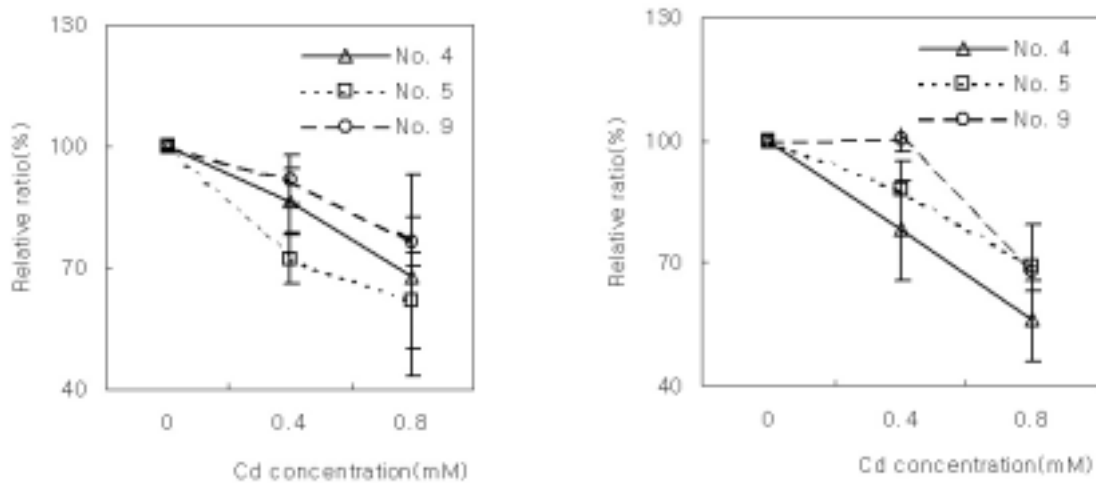 130
100
70
40
Relative ratio(%)
No. 4
No. 5
No. 9
0
0.4
0.8
Cd concentration(mM)
130
100
70
40
Relative ratio(%)
No. 4
No. 5
No. 9
0
0.4
0.8
Cd concentration(mM)